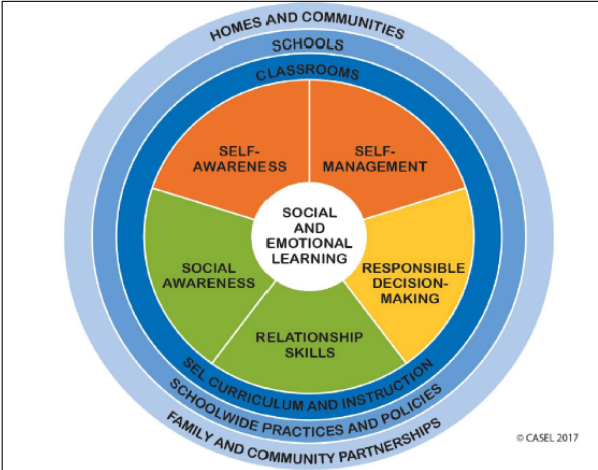 HOMES AND COMMUNITIES
SCHOOLS
CLASSROOMS
SELF-
AWARENESS
SELF-
MANAGEMENT
SOCIAL
AND
EMOTIONAL
LEARNING
SOCIAL
AWARENESS
RESPONSIBLE
DECISION-
MAKING
RELATIONSHIP
SKILLS
SEL CURRICULUM AND INSTRUCTION
SCHOOLWIDE PRACTICES AND POLICIES
FAMILY AND COMMUNITY PARTNERSHIPS
© CASEL 2017